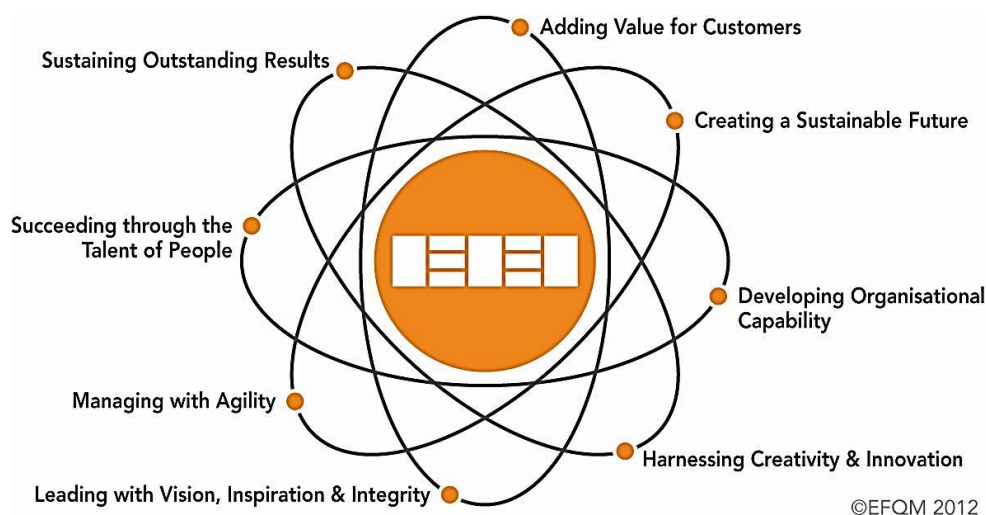 Adding Value for Customers
Sustaining Outstanding Results
Creating a Sustainable Future
Succeeding through the
Talent of People
Developing Organisational
Capability
Managing with Agility
Harnessing Creativity & Innovation
Leading with Vision, Inspiration & Integrity
©EFQM 2012